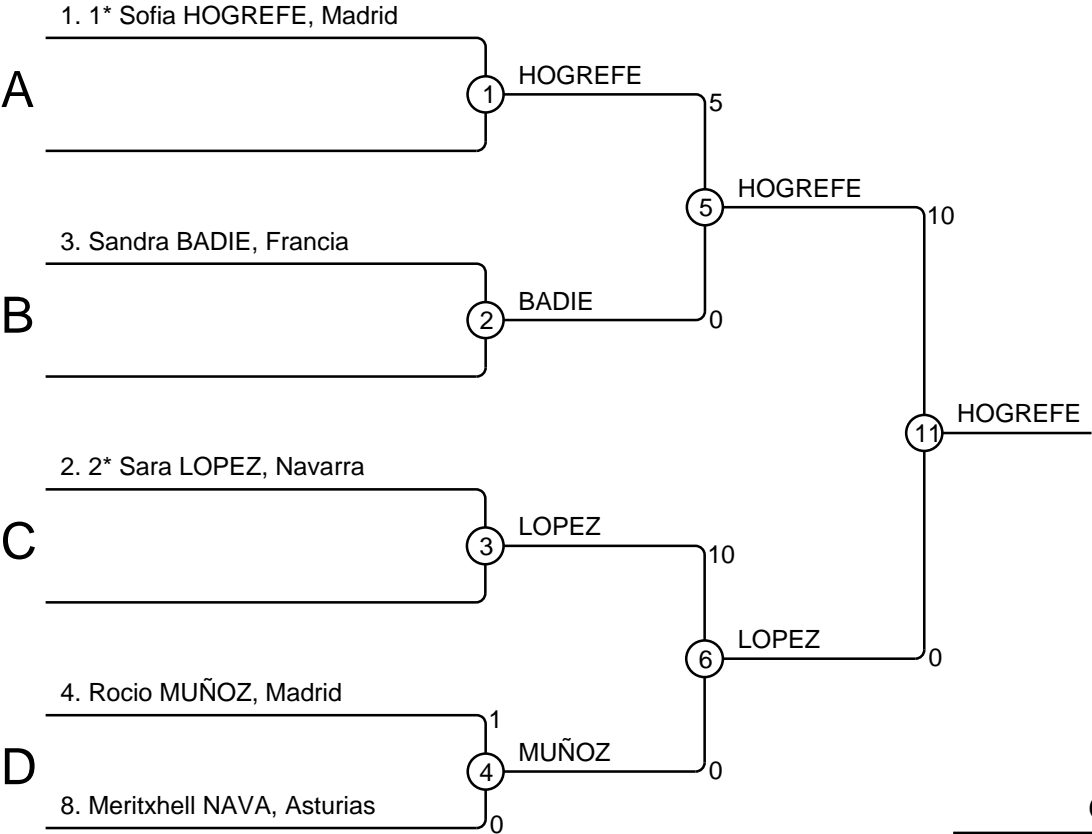 1. 1* Sofia HOGREFE, Madrid
A
1
HOGREFE
5
5
HOGREFE
10
3. Sandra BADIE, Francia
B
2
BADIE
0
11
HOGREFE
2. 2* Sara LOPEZ, Navarra
C
3
LOPEZ
10
6
LOPEZ
0
4. Rocio MUÑOZ, Madrid
1
D
4
MUÑOZ
0
8. Meritxhell NAVA, Asturias
0